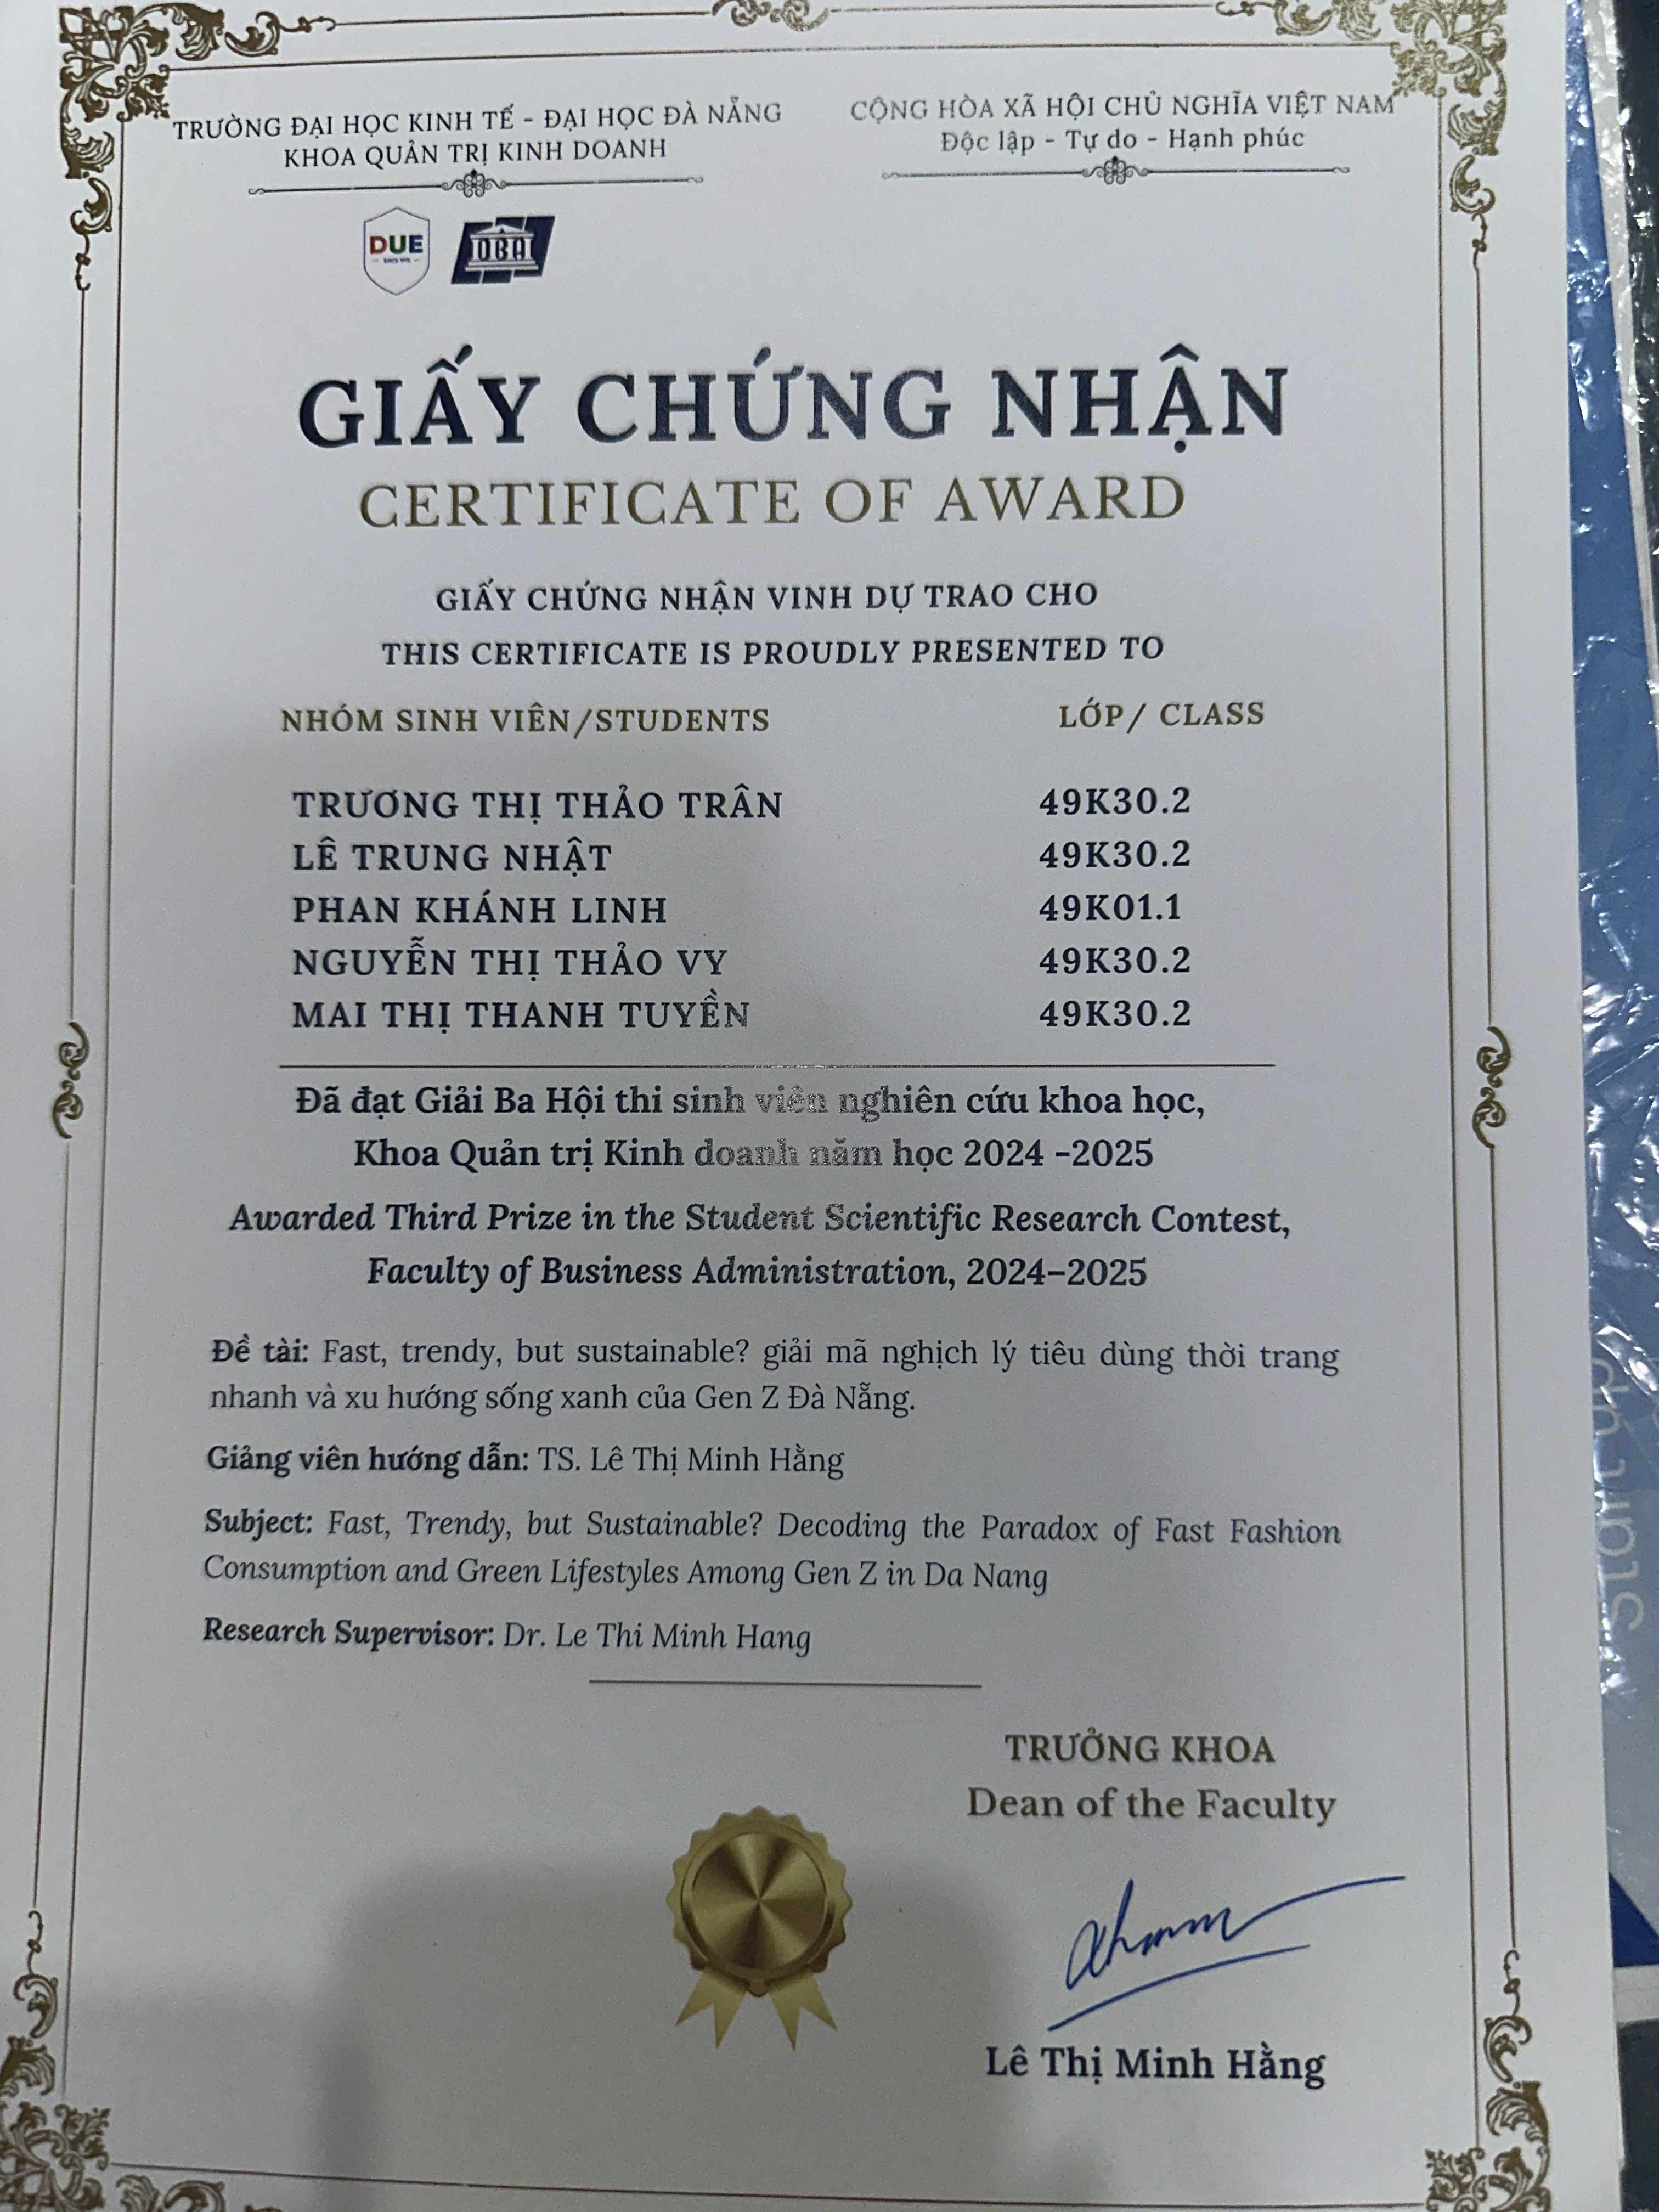 TRƯỜNG ĐẠI HỌC KINH TẾ - ĐẠI HỌC ĐÀ NẴNG
KHOA QUẢN TRỊ KINH DOANH
CỘNG HÒA XÃ HỘI CHỦ NGHĨA VIỆT NAM
Độc lập - Tự do - Hạnh phúc
DUE
GIẤY CHỨNG NHẬN
CERTIFICATE OF AWARD
GIẤY CHỨNG NHẬN VINH DỰ TRAO CHO
THIS CERTIFICATE IS PROUDLY PRESENTED TO
NHÓM SINH VIÊN/STUDENTS LỚP/ CLASS
TRƯƠNG THỊ THẢO TRÂN 49K30.2
LÊ TRUNG NHẬT 49K30.2
PHAN KHÁNH LINH 49K01.1
NGUYỄN THỊ THẢO VY 49K30.2
MAI THỊ THANH TUYỀN 49K30.2
Đã đạt Giải Ba Hội thi sinh viên nghiên cứu khoa học,
Khoa Quản trị Kinh doanh năm học 2024 -2025
Awarded Third Prize in the Student Scientific Research Contest,
Faculty of Business Administration, 2024–2025
Đề tài: Fast, trendy, but sustainable? giải mã nghịch lý tiêu dùng thời trang
nhanh và xu hướng sống xanh của Gen Z Đà Nẵng.
Giảng viên hướng dẫn: TS. Lê Thị Minh Hằng
Subject: Fast, Trendy, but Sustainable? Decoding the Paradox of Fast Fashion
Consumption and Green Lifestyles Among Gen Z in Da Nang
Research Supervisor: Dr. Le Thi Minh Hang
TRƯỞNG KHOA
Dean of the Faculty
Lê Thị Minh Hằng
Start up